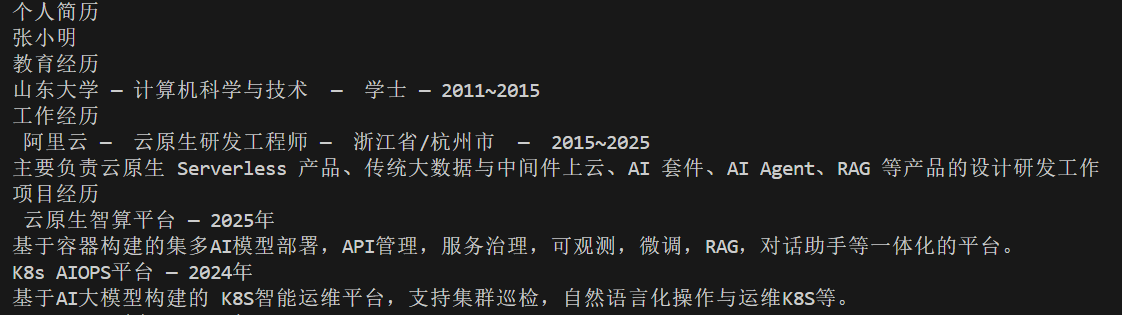 个人简历
张小明
教育经历
山东大学 — 计算机科学与技术  —  学士 — 2011~2015
工作经历
 阿里云 —  云原生研发工程师 —  浙江省/杭州市  —  2015~2025
主要负责云原生 Serverless 产品、传统大数据与中间件上云、AI 套件、AI Agent、RAG 等产品的设计研发工作
项目经历
 云原生智算平台 — 2025年
基于容器构建的集多AI模型部署，API管理，服务治理，可观测，微调，RAG，对话助手等一体化的平台。
K8s AIOPS平台 — 2024年
基于AI大模型构建的 K8S智能运维平台，支持集群巡检，自然语言化操作与运维K8S等。